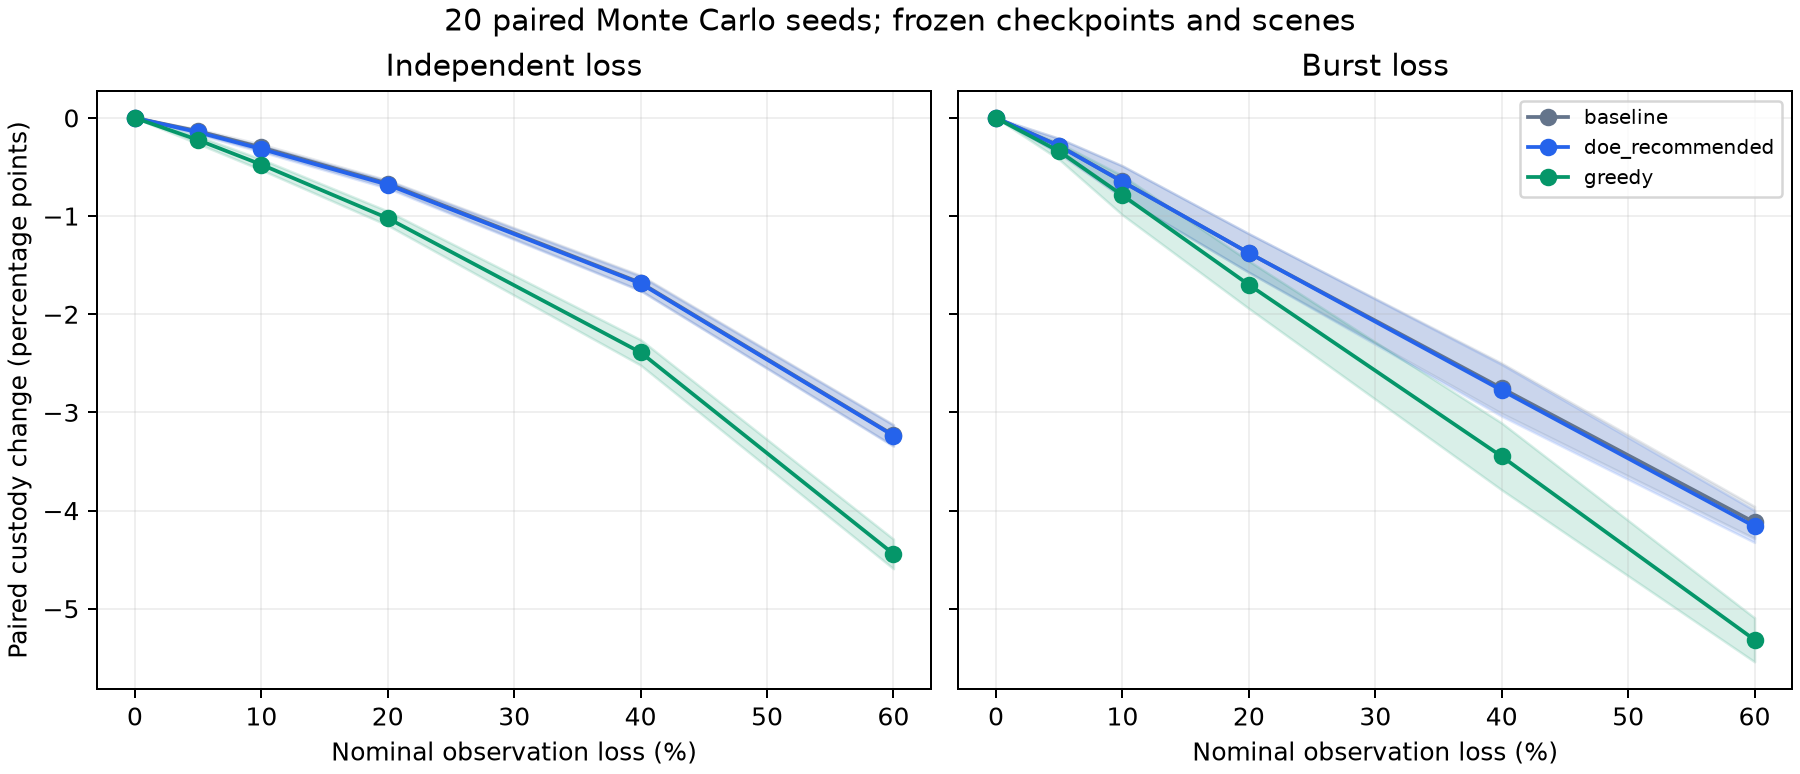 20 paired Monte Carlo seeds; frozen checkpoints and scenes
Independent loss
Burst loss
Paired custody change (percentage points)
0
−1
−2
−3
−4
−5
baseline
doe_recommended
greedy
0 10 20 30 40 50 60
0 10 20 30 40 50 60
Nominal observation loss (%)
Nominal observation loss (%)